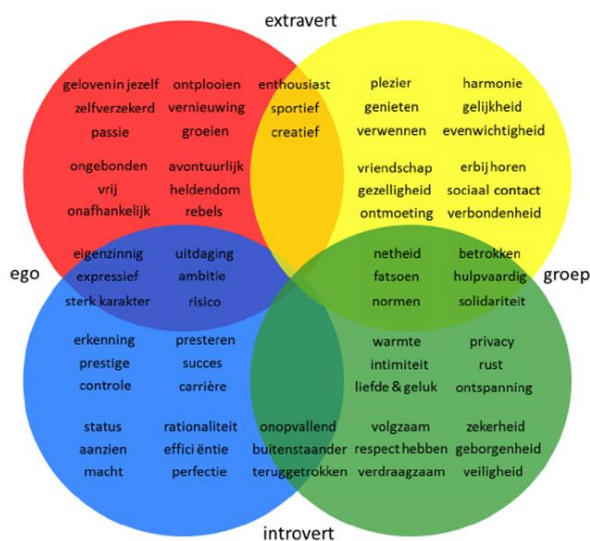 extravert
geloven in jezelf ontplooien enthousiast plezier harmonie
zelfverzekerd vernieuwing sportief genieten gelijkheid
passie groeien creatief verwennen evenwichtigheid
ongebonden avontuurlijk vriendschap erbij horen
vrij heldendom gezelligheid sociaal contact
onafhankelijk rebels ontmoeting verbondenheid
eigenzinnig uitdaging netheid betrokken
ego expressief ambitie fatsoen hulpvaardig groep
sterk karakter risico normen solidariteit
erkenning presteren warmte privacy
prestige succes intimiteit rust
controle carrière liefde & geluk ontspanning
status rationaliteit onopvallend volgzaam zekerheid
aanzien effici ëntie buitenstaander respect hebben geborgenheid
macht perfectie teruggetrokken verdraagzaam veiligheid
introvert